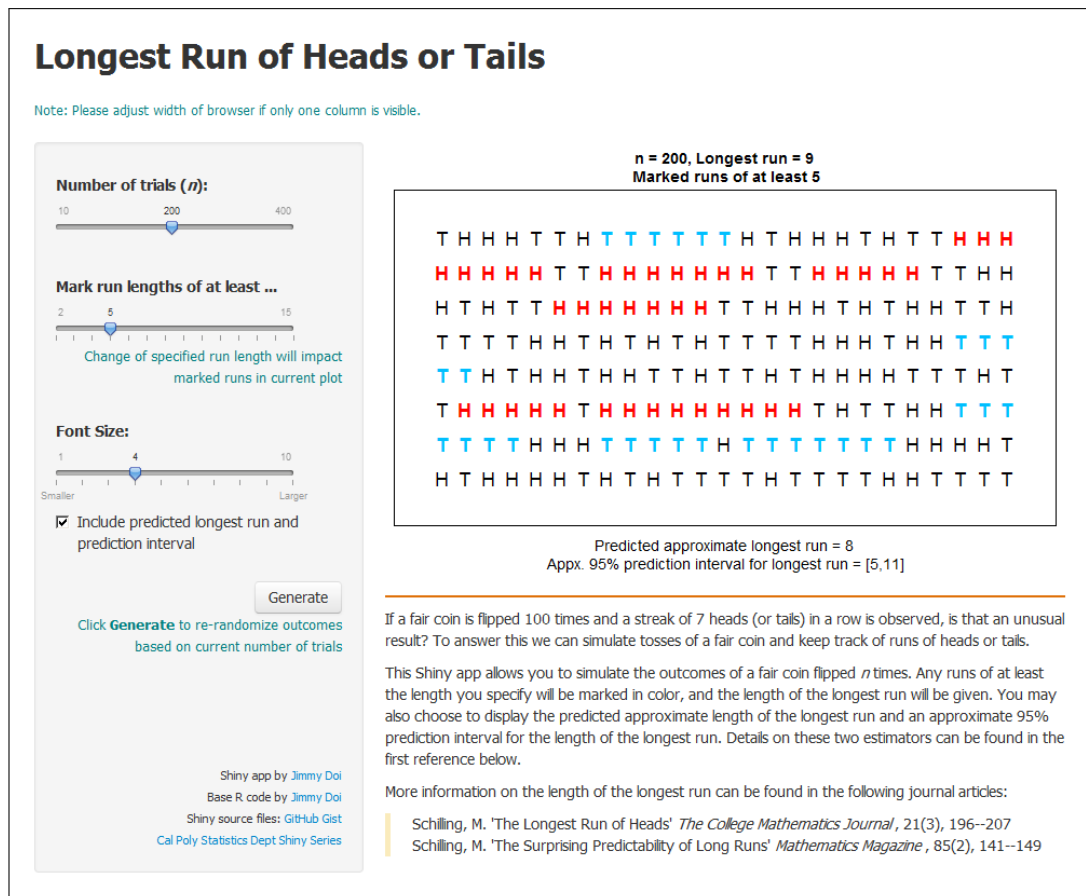 Longest Run of Heads or Tails
Note: Please adjust width of browser if only one column is visible.
Number of trials (n):
10 200 400
Mark run lengths of at least ...
2 5 15
Change of specified run length will impact
marked runs in current plot
Font Size:
1 4 10
Smaller Larger
Include predicted longest run and
prediction interval
Generate
Click Generate to re-randomize outcomes
based on current number of trials
Shiny app by Jimmy Doi
Base R code by Jimmy Doi
Shiny source files: GitHub Gist
Cal Poly Statistics Dept Shiny Series
n = 200, Longest run = 9
Marked runs of at least 5
T H H H T T H T T T T T T H T H H H T H T T H H H
H H H H H T T H H H H H H H T T H H H H H T T H H
H T H T T H H H H H H H T T H H H T H T H H T T H
T T T T H H T H T H T H T T T T H H H T H H T T T
T T H T H H T H H T T H T T H T H H H H T T T H T
T H H H H H T H H H H H H H H H T H T T H H T T T
T T T T H H H T T T T T H T T T T T T T H H H H T
H T H H H H T H T H T T T T H T T T T H H T T T T
Predicted approximate longest run = 8
Appx. 95% prediction interval for longest run = [5,11]
If a fair coin is flipped 100 times and a streak of 7 heads (or tails) in a row is observed, is that an unusual
result? To answer this we can simulate tosses of a fair coin and keep track of runs of heads or tails.
This Shiny app allows you to simulate the outcomes of a fair coin flipped n times. Any runs of at least
the length you specify will be marked in color, and the length of the longest run will be given. You may
also choose to display the predicted approximate length of the longest run and an approximate 95%
prediction interval for the length of the longest run. Details on these two estimators can be found in the
first reference below.
More information on the length of the longest run can be found in the following journal articles:
Schilling, M. 'The Longest Run of Heads' The College Mathematics Journal , 21(3), 196--207
Schilling, M. 'The Surprising Predictability of Long Runs' Mathematics Magazine , 85(2), 141--149